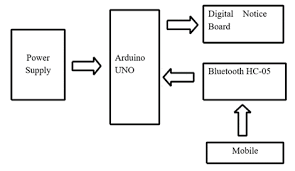 Power
Supply
Arduino
UNO
Digital Notice
Board
Bluetooth HC-05
Mobile